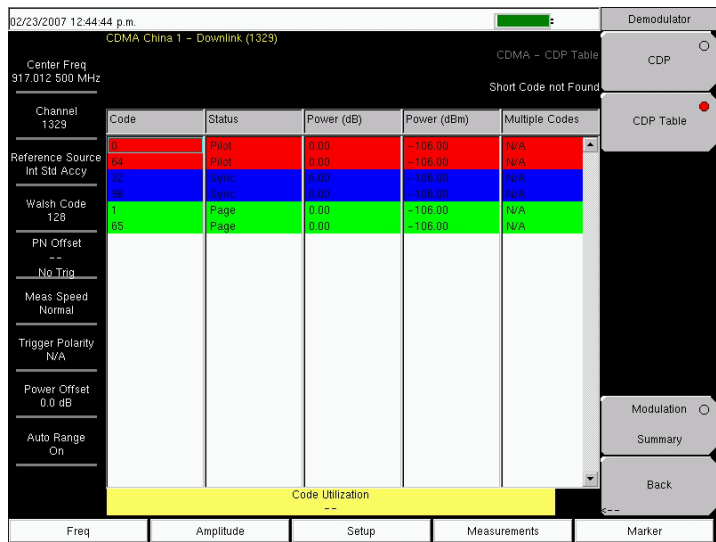 02/23/2007 12:44:44 p.m.
Demodulator
CDMA China 1 - Downlink (1329)
CDMA - CDP Table
Short Code not Found
Center Freq
917.012 500 MHz
Channel
1329
Reference Source
Int Std Accy
Walsh Code
128
PN Offset
--
No Trig
Meas Speed
Normal
Trigger Polarity
N/A
Power Offset
0.0 dB
Auto Range
On
Code Status Power (dB) Power (dBm) Multiple Codes
0 Pilot 0.00 -106.00 N/A
64 Pilot 0.00 -106.00 N/A
32 Sync 0.00 -106.00 N/A
96 Sync 0.00 -106.00 N/A
1 Page 0.00 -106.00 N/A
65 Page 0.00 -106.00 N/A
Code Utilization
--
CDP
CDP Table
Modulation
Summary
Back
<--
Freq Amplitude Setup Measurements Marker